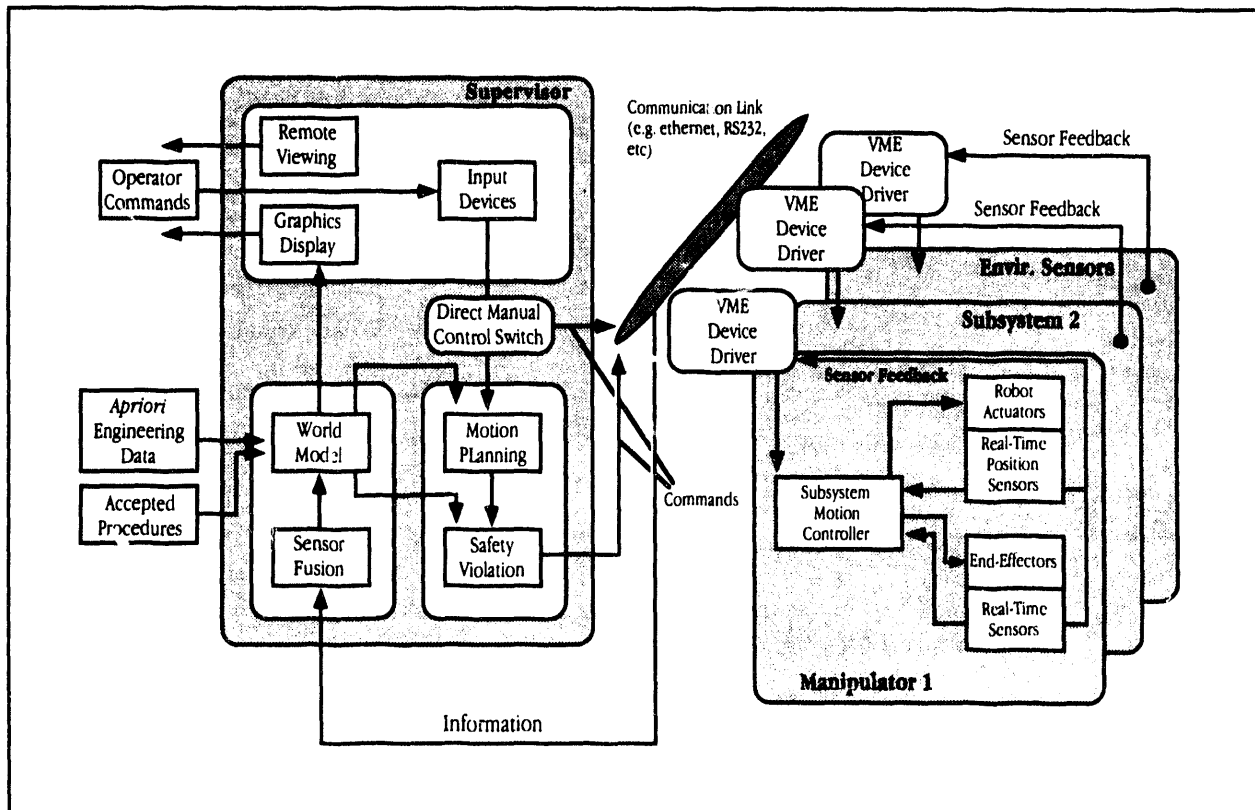 Supervisor
Remote
Viewing
Operator
Commands
Input
Devices
Graphics
Display
Direct Manual
Control Switch
Apriori
Engineering
Data
Accepted
Procedures
World
Model
Motion
PLanning
Sensor
Fusion
Safety
Violation
Information
Commands
Communicat on Link
(e.g. ethernet, RS232,
etc)
VME
Device
Driver
Sensor Feedback
VME
Device
Driver
Sensor Feedback
Envir. Sensors
VME
Device
Driver
Subsystem 2
Sensor Feedback
Robot
Actuators
Real-Time
Position
Sensors
Subsystem
Motion
Controller
End-Effectors
Real-Time
Sensors
Manipulator 1